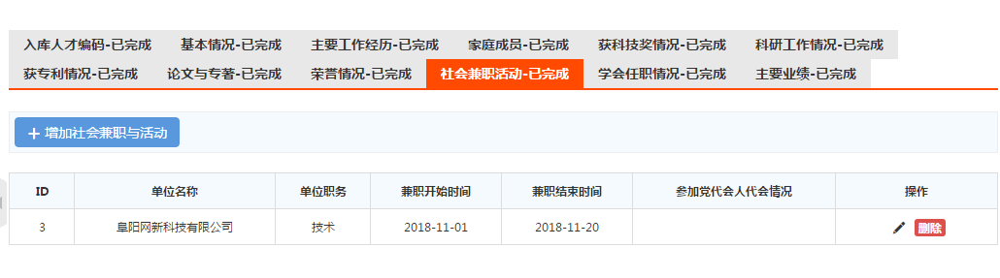 入库人才编码-已完成 基本情况-已完成 主要工作经历-已完成 家庭成员-已完成 获科技奖情况-已完成 科研工作情况-已完成
获专利情况-已完成 论文与专著-已完成 荣誉情况-已完成 社会兼职活动-已完成 学会任职情况-已完成 主要业绩-已完成
+ 增加社会兼职与活动
ID 单位名称 单位职务 兼职开始时间 兼职结束时间 参加党代会人代会情况 操作
3 阜阳网新科技有限公司 技术 2018-11-01 2018-11-20 删除